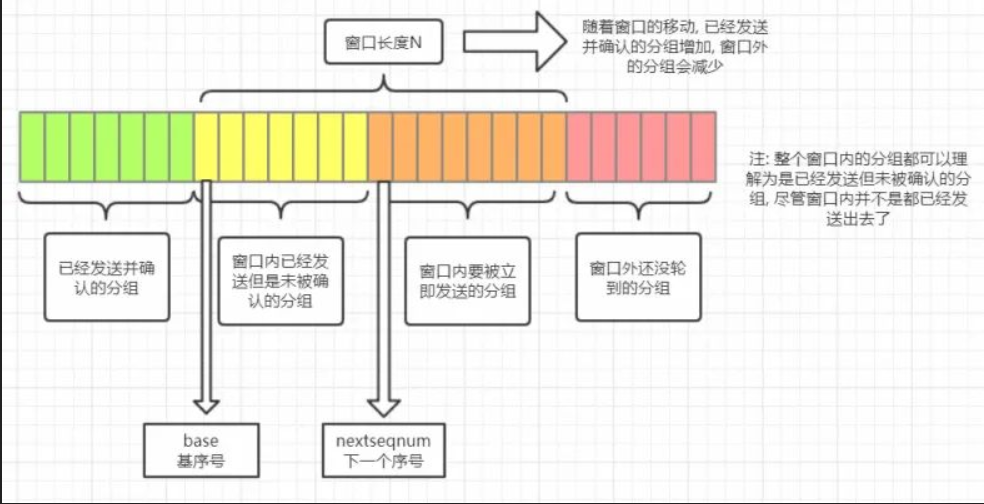 窗口长度N
随着窗口的移动, 已经发送
并确认的分组增加, 窗口外
的分组会减少
注: 整个窗口内的分组都可以理
解为是已经发送但未被确认的分
组, 尽管窗口内并不是都已经发
送出去了
已经发送并确
认的分组
窗口内已经发
送但是未被确
认的分组
窗口内要被立
即发送的分组
窗口外还没轮
到的分组
base
基序号
nextseqnum
下一个序号